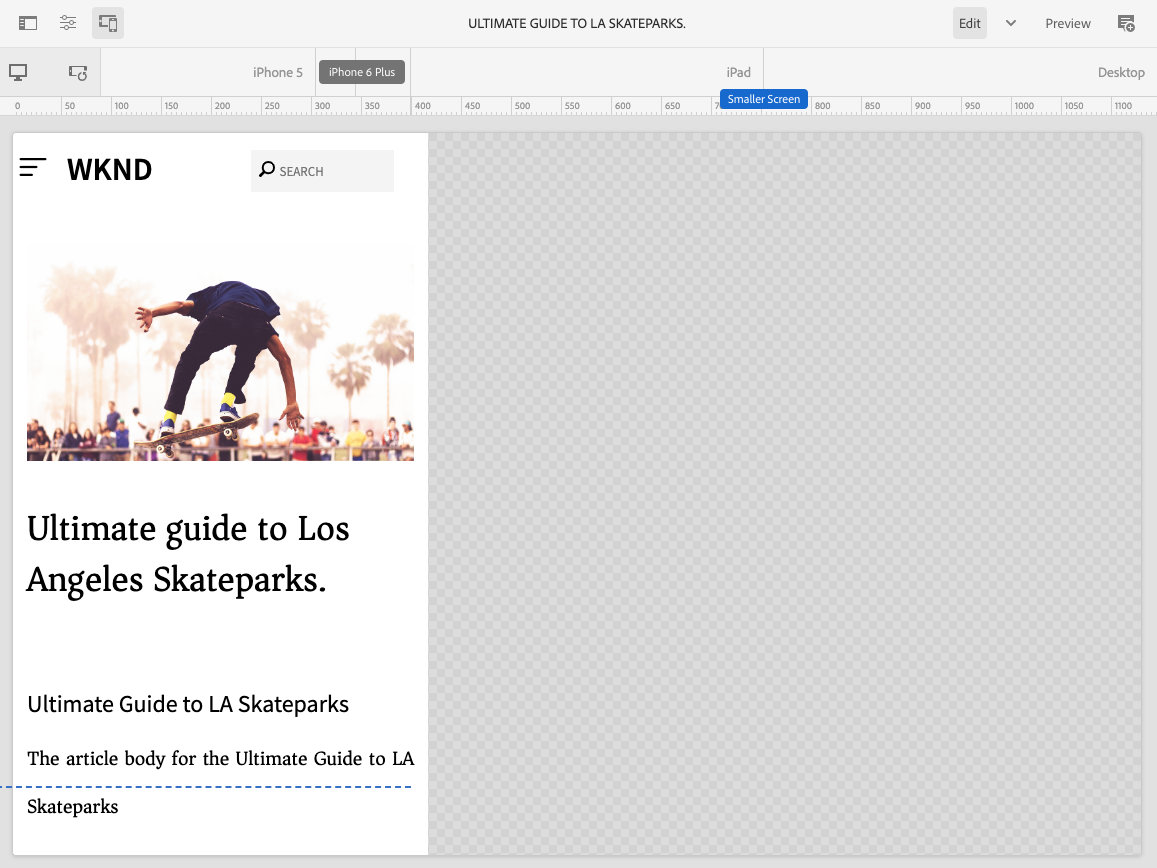 ULTIMATE GUIDE TO LA SKATEPARKS.
Edit
Preview
iPhone 5
iPhone 6 Plus
iPad
Desktop
Smaller Screen
0 50 100 150 200 250 300 350 400 450 500 550 600 650 7 800 850 900 950 1000 1050 1100
WKND
SEARCH
Ultimate guide to Los
Angeles Skateparks.
Ultimate Guide to LA Skateparks
The article body for the Ultimate Guide to LA
Skateparks